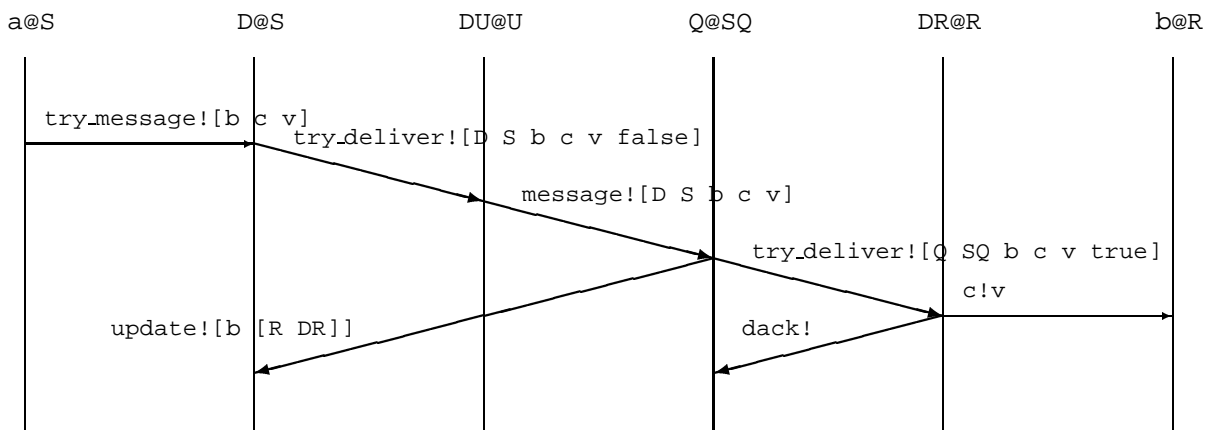 a@S D@S DU@U Q@SQ DR@R b@R
try_message![b c v]
try_deliver![D S b c v false]
message![D S b c v]
try_deliver![Q SQ b c v true]
c!v
update![b [R DR]]
dack!